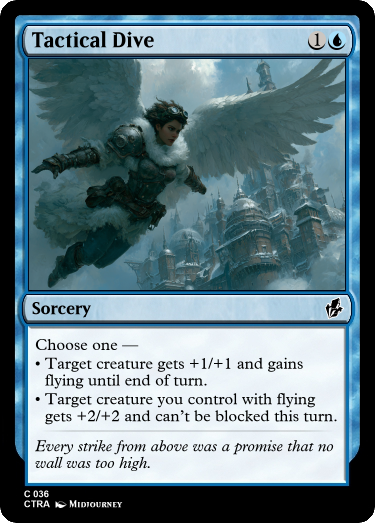 Tactical Dive 1
Sorcery
Choose one —
• Target creature gets +1/+1 and gains
flying until end of turn.
• Target creature you control with flying
gets +2/+2 and can't be blocked this turn.
Every strike from above was a promise that no
wall was too high.
C 036
CTRA Midjourney